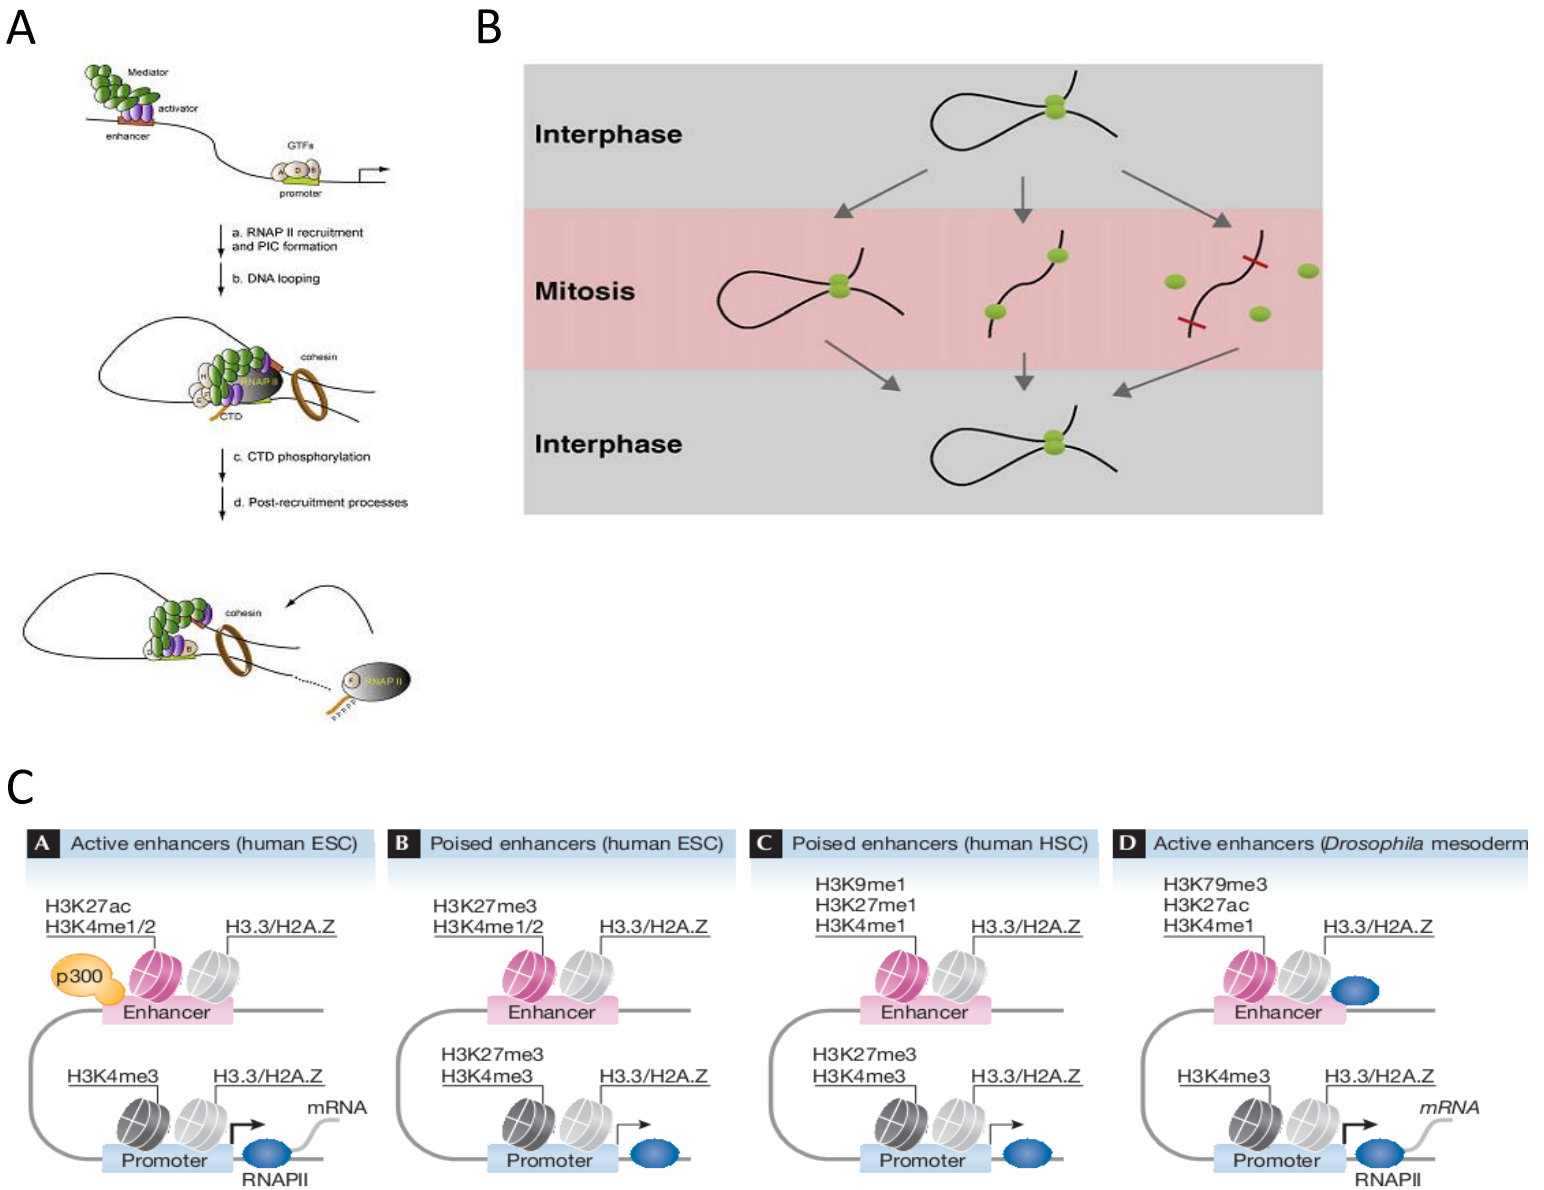 A
Mediator
activator
enhancer
GTFs
A D B
promoter
a. RNAP II recruitment
and PIC formation
b. DNA looping
cohesin
H
RNAP II
E F
CTD
c. CTD phosphorylation
d. Post-recruitment processes
cohesin
D B
F RNAP II
P P P P
B
Interphase
Mitosis
Interphase
C
A Active enhancers (human ESC)
H3K27ac
H3K4me1/2 H3.3/H2A.Z
p300
Enhancer
H3K4me3 H3.3/H2A.Z
mRNA
Promoter
RNAPII
B Poised enhancers (human ESC)
H3K27me3
H3K4me1/2 H3.3/H2A.Z
Enhancer
H3K27me3
H3K4me3 H3.3/H2A.Z
Promoter
C Poised enhancers (human HSC)
H3K9me1
H3K27me1
H3K4me1 H3.3/H2A.Z
Enhancer
H3K27me3
H3K4me3 H3.3/H2A.Z
Promoter
D Active enhancers (Drosophila mesoderm
H3K79me3
H3K27ac
H3K4me1 H3.3/H2A.Z
Enhancer
H3K4me3 H3.3/H2A.Z
mRNA
Promoter
RNAPII